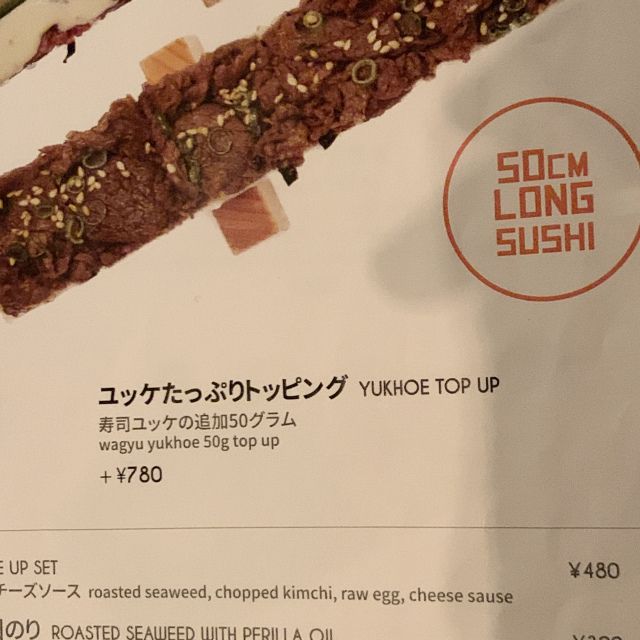 50CM
LONG
SUSHI
ユッケたっぷりトッピング YUKHOE TOP UP
寿司ユッケの追加50グラム
wagyu yukhoe 50g top up
+ ¥780
UP SET ¥480
チーズソース roasted seaweed, chopped kimchi, raw egg, cheese sause
のり ROASTED SEAWEED WITH PERILLA OIL